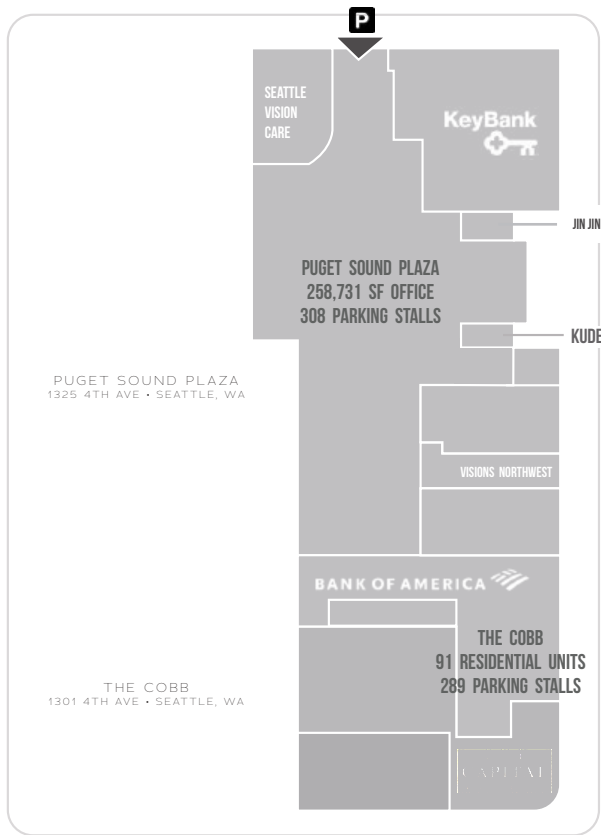 P
SEATTLE
VISION
CARE
KeyBank
JIN JIN
PUGET SOUND PLAZA
258,731 SF OFFICE
308 PARKING STALLS
KUDE
PUGET SOUND PLAZA
1325 4TH AVE • SEATTLE, WA
VISIONS NORTHWEST
BANK OF AMERICA
THE COBB
91 RESIDENTIAL UNITS
289 PARKING STALLS
THE COBB
1301 4TH AVE • SEATTLE, WA
CAPITAL